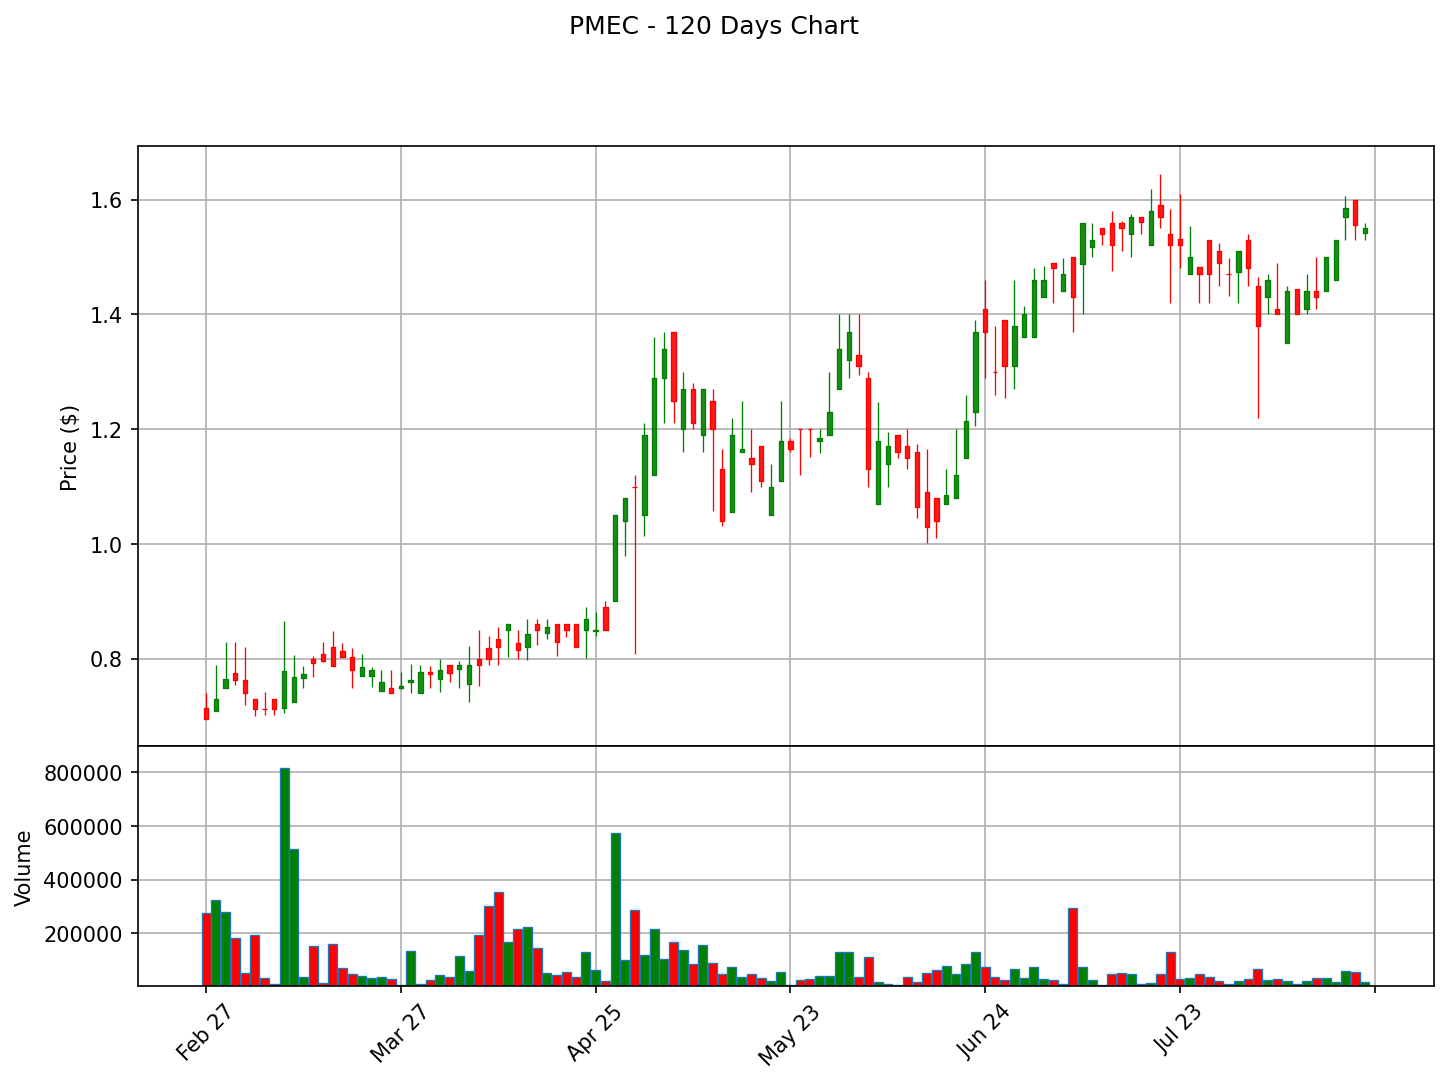 PMEC - 120 Days Chart
Price ($)
1.6
1.4
1.2
1.0
0.8
Volume
800000
600000
400000
200000
Feb 27
Mar 27
Apr 25
May 23
Jun 24
Jul 23